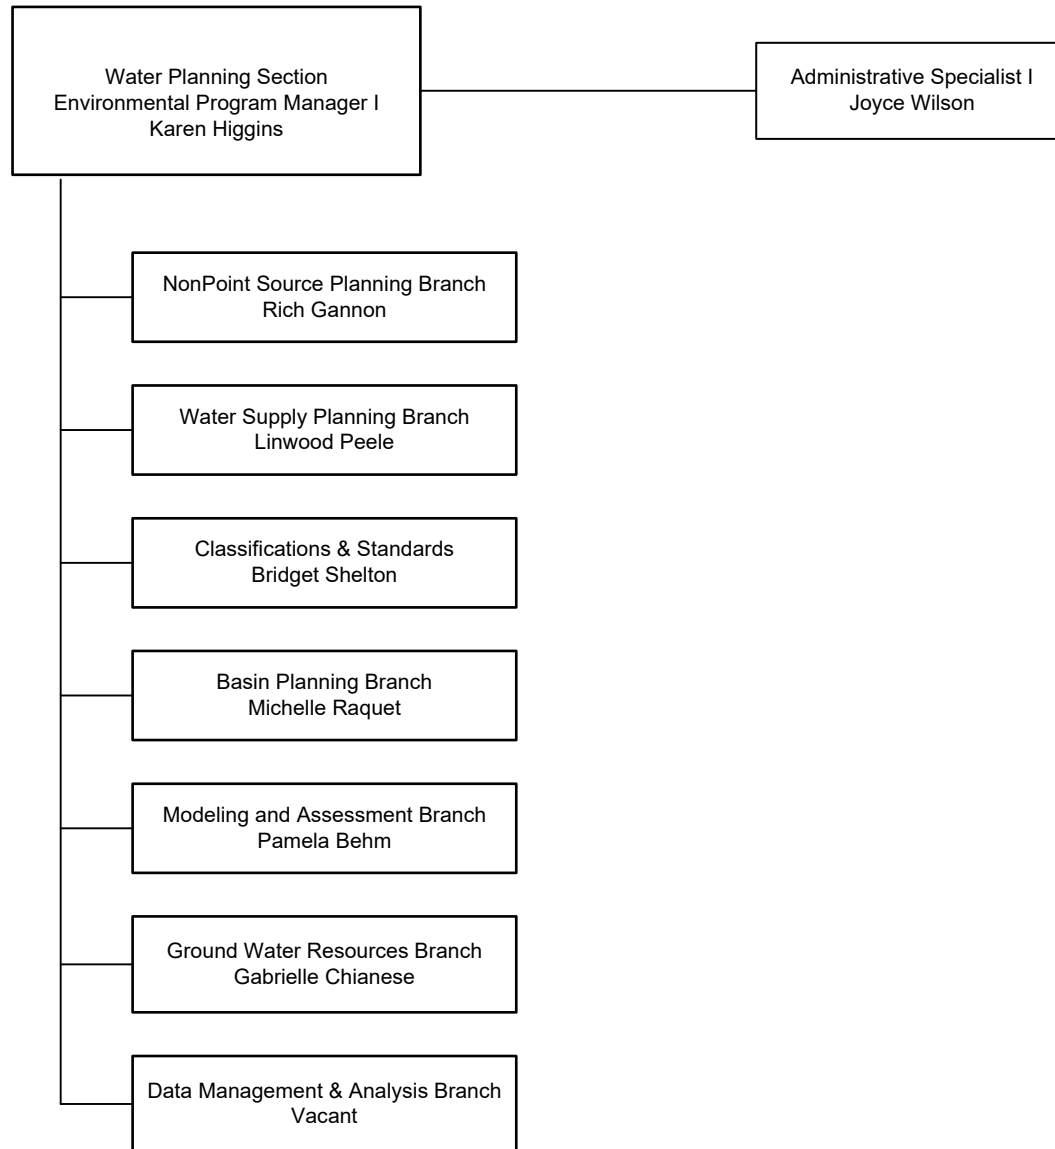 Water Planning Section
Environmental Program Manager I
Karen Higgins
Administrative Specialist I
Joyce Wilson
NonPoint Source Planning Branch
Rich Gannon
Water Supply Planning Branch
Linwood Peele
Classifications & Standards
Bridget Shelton
Basin Planning Branch
Michelle Raquet
Modeling and Assessment Branch
Pamela Behm
Ground Water Resources Branch
Gabrielle Chianese
Data Management & Analysis Branch
Vacant